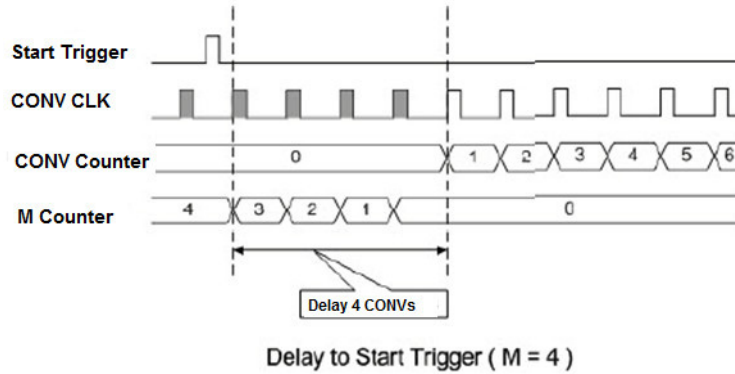 Start Trigger
CONV CLK
CONV Counter 0 1 2 3 4 5 6
M Counter 4 3 2 1 0
Delay 4 CONVs
Delay to Start Trigger ( M = 4 )